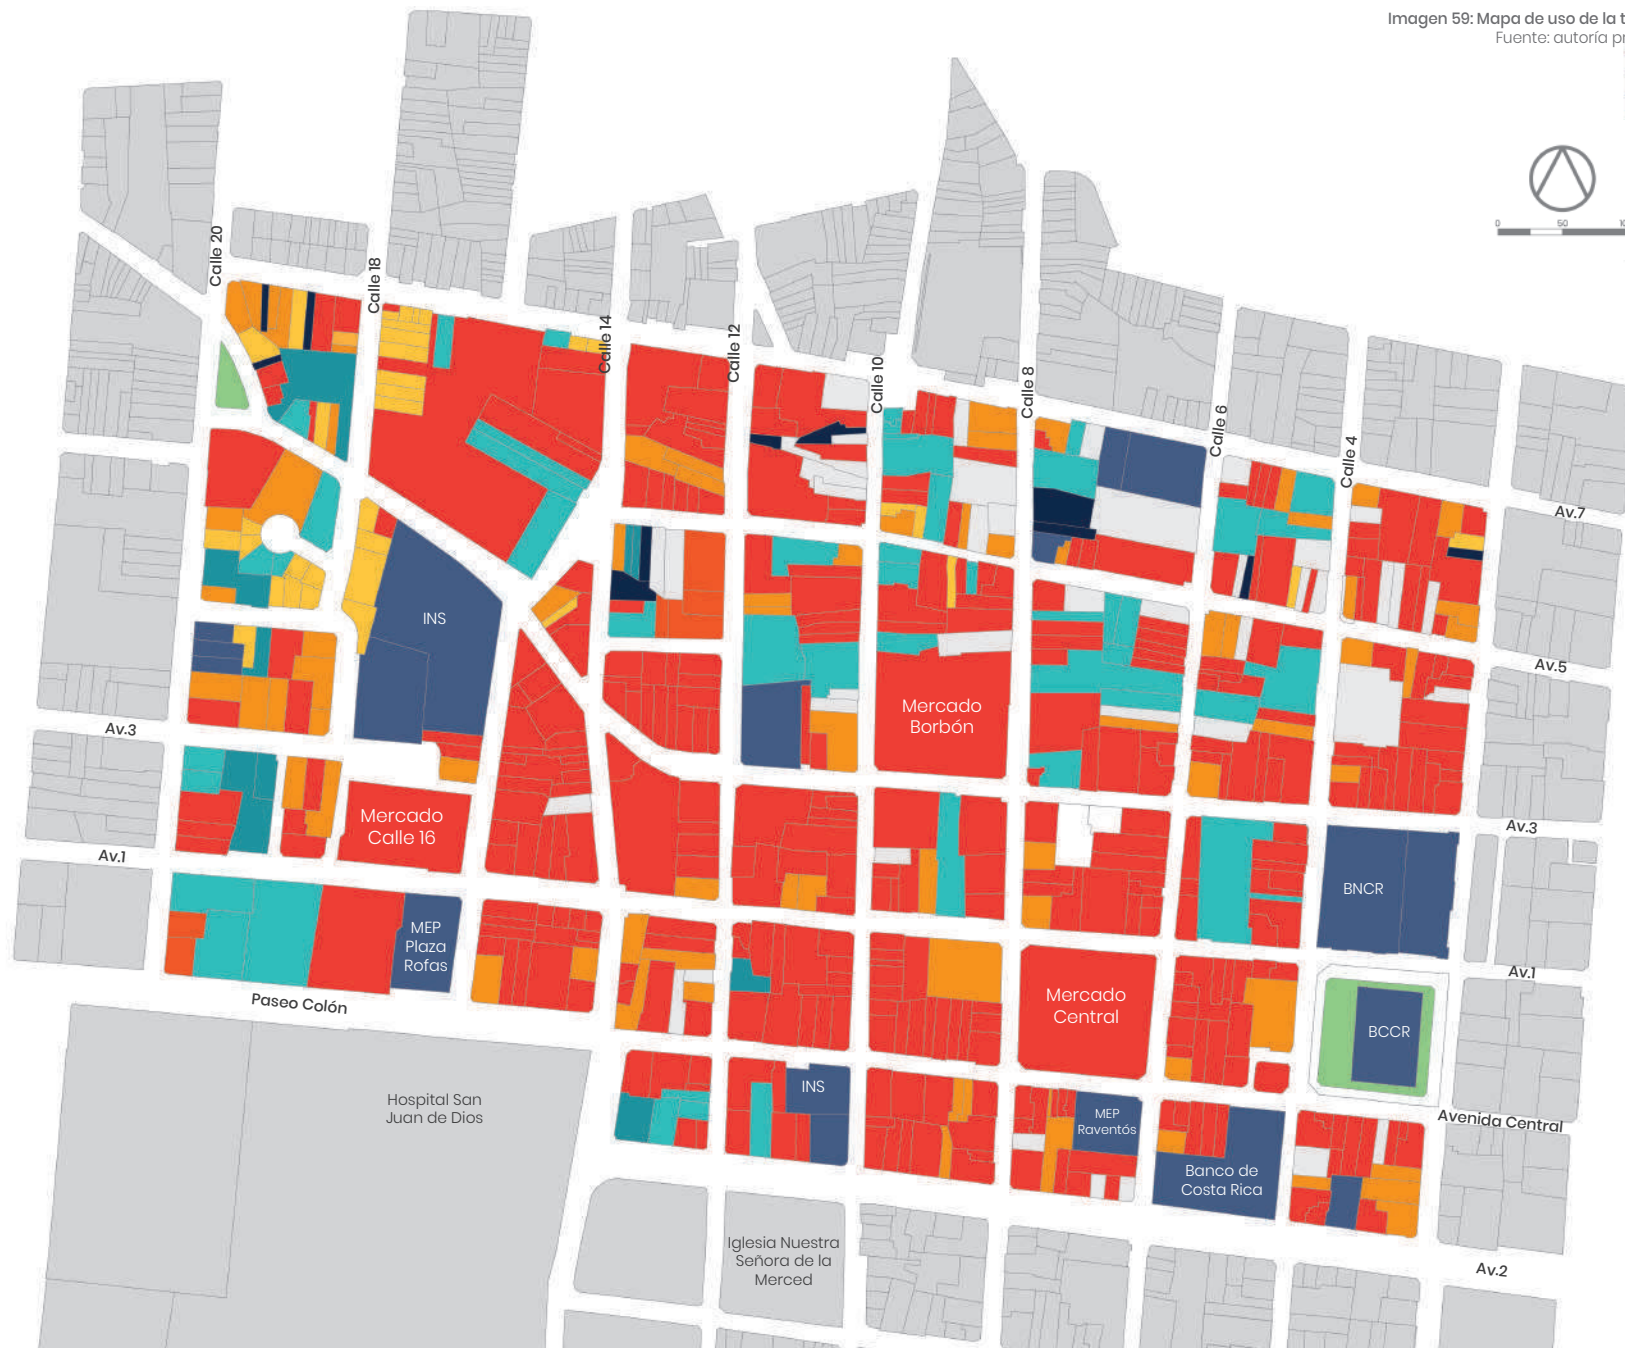 Imagen 59: Mapa de uso de la t
Fuente: autoría pr
0 50 10
Calle 20
Calle 18
Calle 14
Calle 12
Calle 10
Calle 8
Calle 6
Calle 4
Av.7
INS
Av.5
Mercado
Borbón
Av.3
Mercado
Calle 16
Av.3
Av.1
BNCR
MEP
Plaza
Rofas
Av.1
Paseo Colón
Mercado
Central
BCCR
Hospital San
Juan de Dios
INS
MEP
Raventós
Avenida Central
Banco de
Costa Rica
Iglesia Nuestra
Señora de la
Merced
Av.2